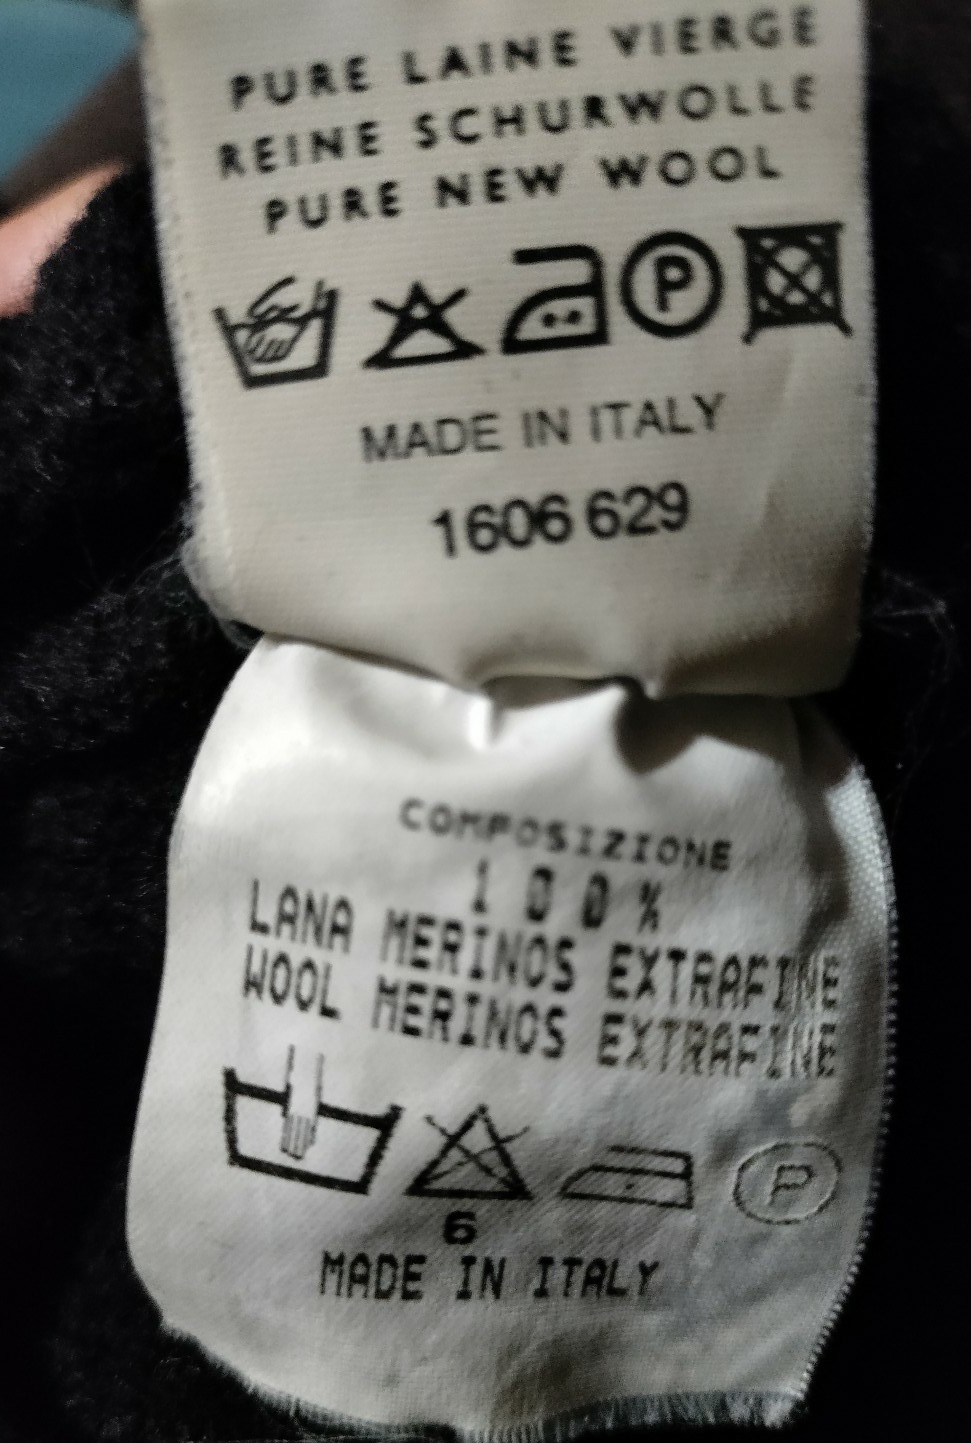 PURE LAINE VIERGE
REINE SCHURWOLLE
PURE NEW WOOL
P
MADE IN ITALY
1606 629
COMPOSIZIONE
100%
LANA MERINOS EXTRAFINE
WOOL MERINOS EXTRAFINE
P
6
MADE IN ITALY